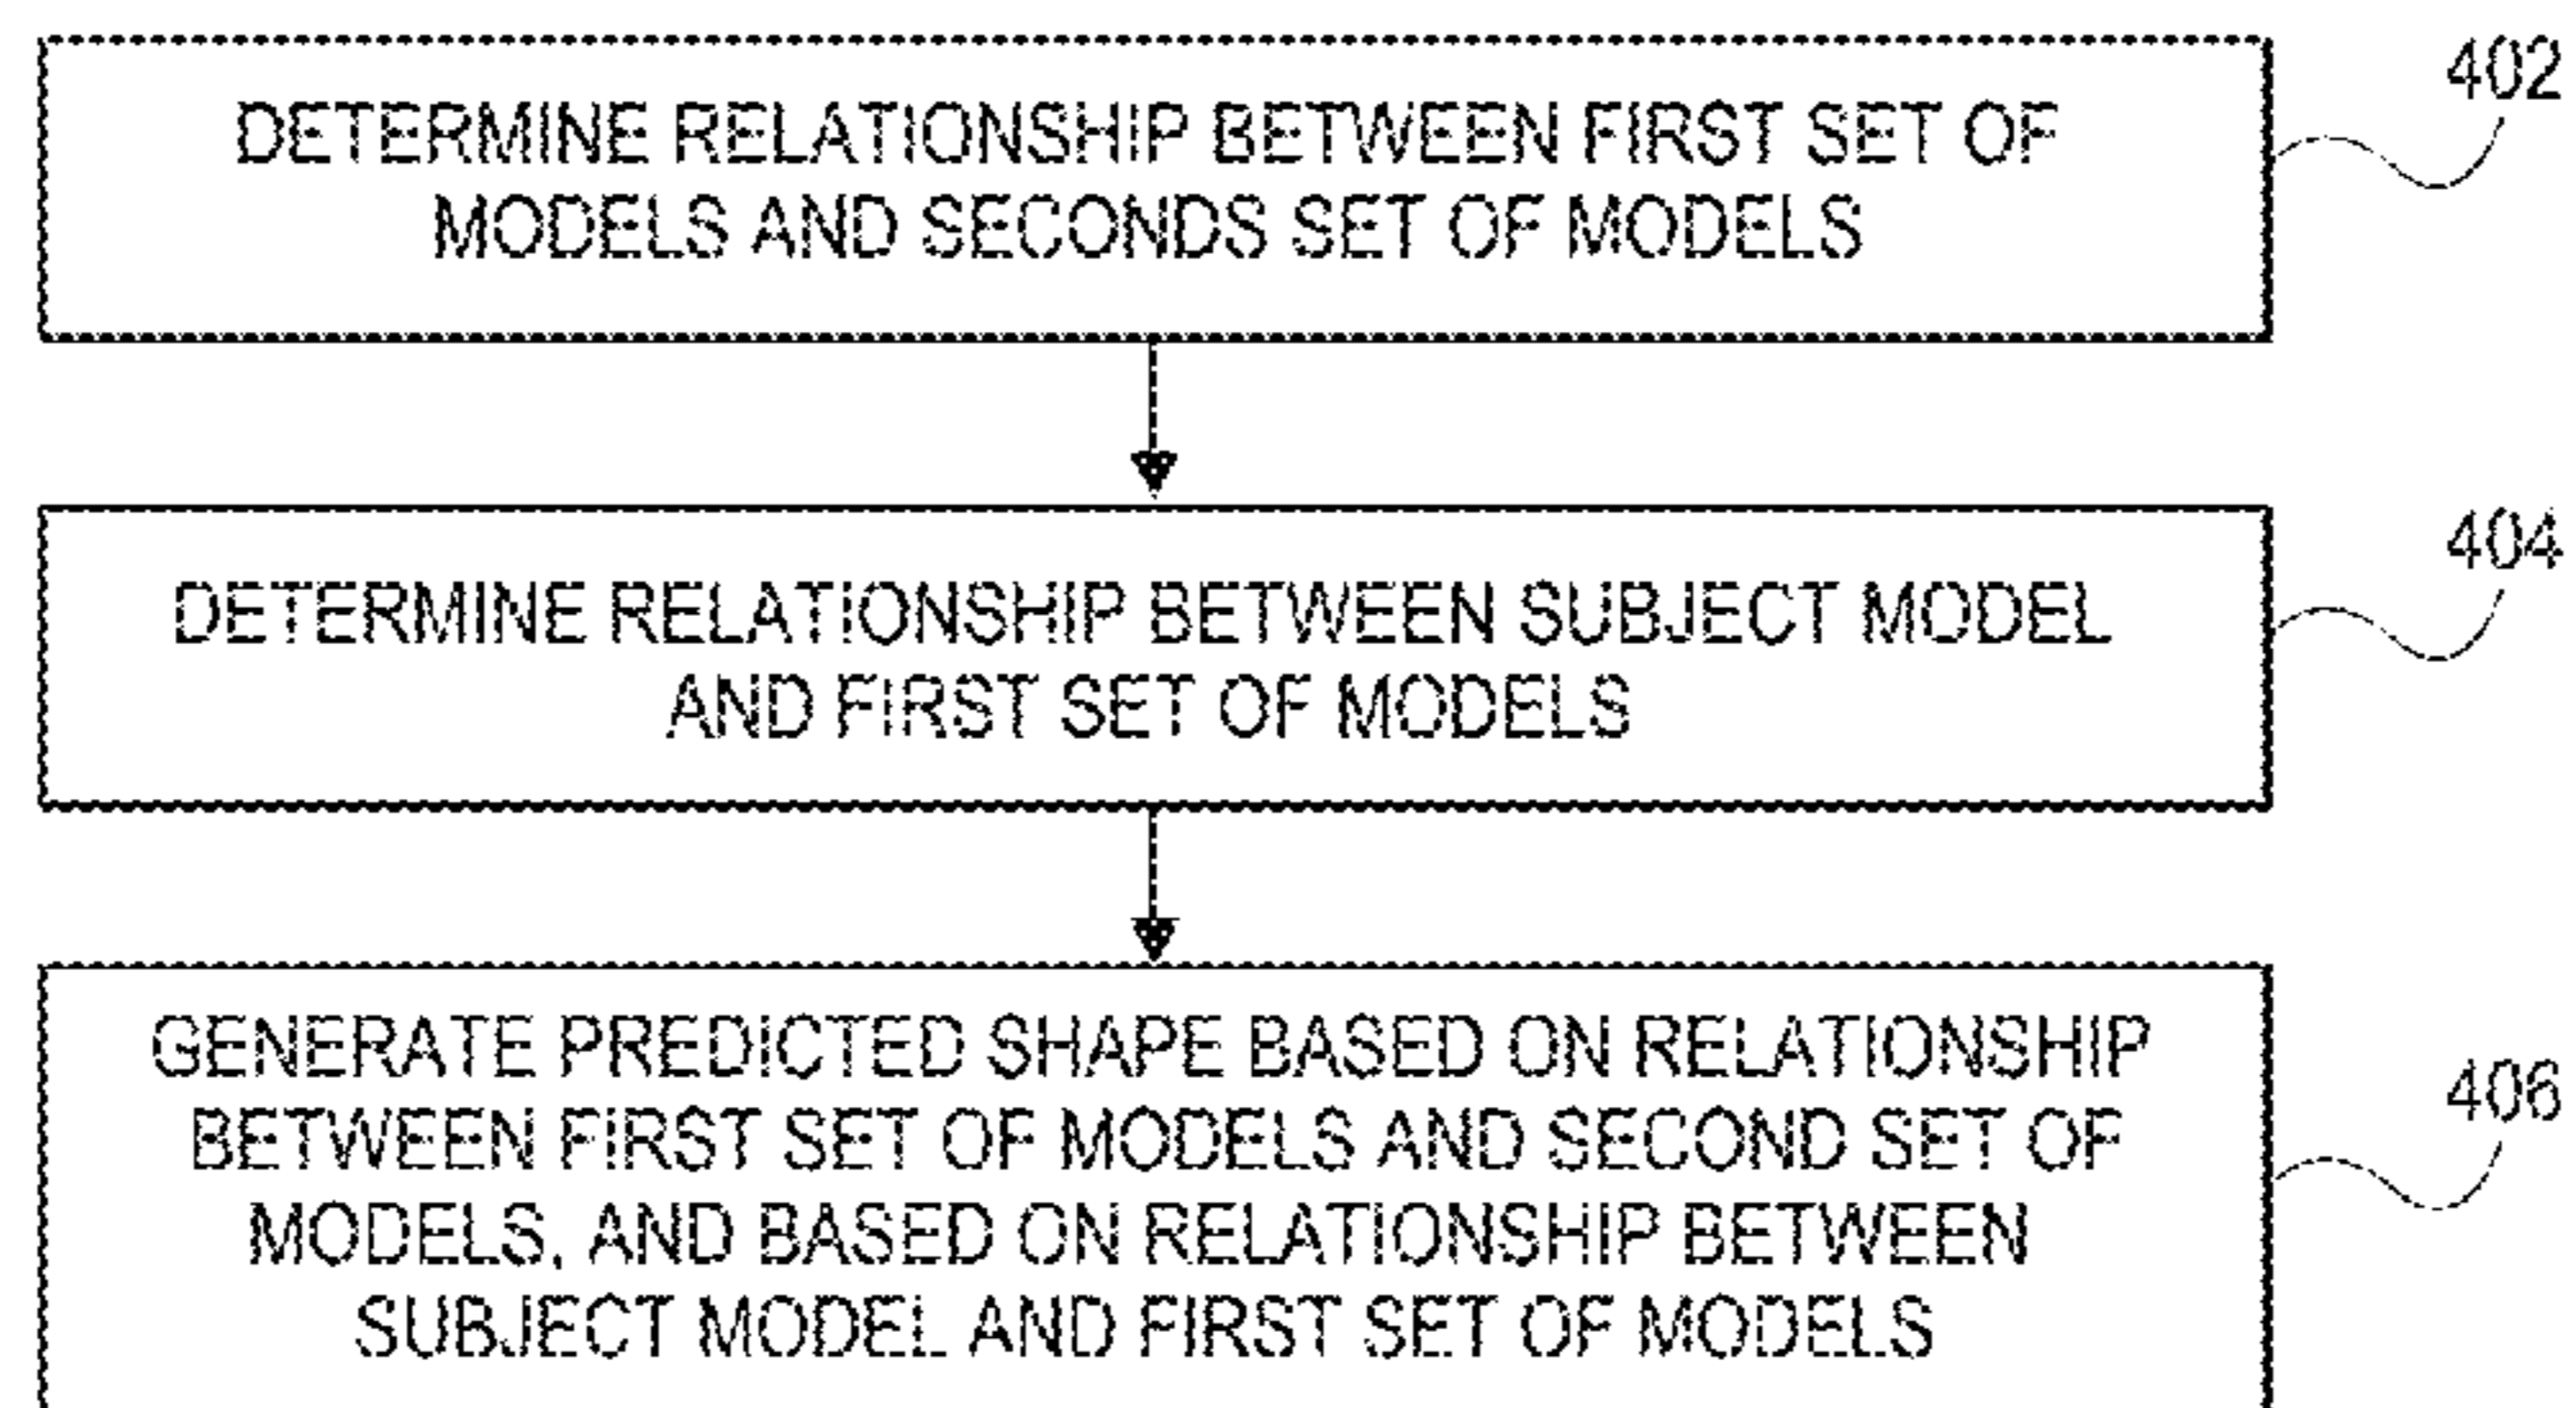 DETERMINE RELATIONSHIP BETWEEN FIRST SET OF
MODELS AND SECONDS SET OF MODELS
402
DETERMINE RELATIONSHIP BETWEEN SUBJECT MODEL
AND FIRST SET OF MODELS
404
GENERATE PREDICTED SHAPE BASED ON RELATIONSHIP
BETWEEN FIRST SET OF MODELS AND SECOND SET OF
MODELS, AND BASED ON RELATIONSHIP BETWEEN
SUBJECT MODEL AND FIRST SET OF MODELS
406